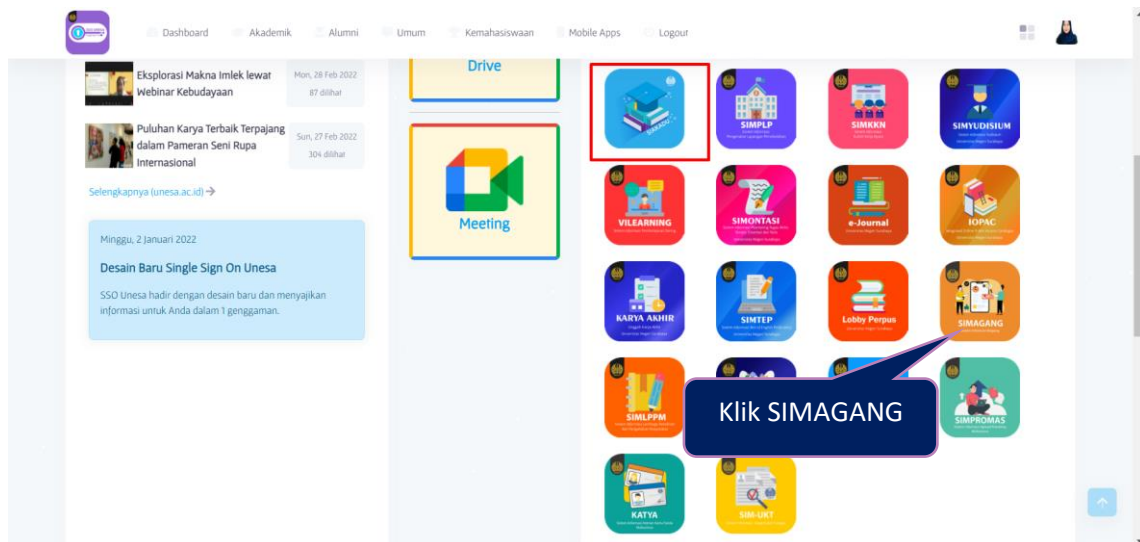 Dashboard
Akademik
Alumni
Umum
Kemahasiswaan
Mobile Apps
Logout
Eksplorasi Makna Imlek lewat
Webinar Kebudayaan
Mon, 28 Feb 2022
87 dilihat
Puluhan Karya Terbaik Terpajang
dalam Pameran Seni Rupa
Internasional
Sun, 27 Feb 2022
304 dilihat
Selengkapnya (unesa.ac.id)
Minggu, 2 Januari 2022
Desain Baru Single Sign On Unesa
SSO Unesa hadir dengan desain baru dan menyajikan
informasi untuk Anda dalam 1 genggaman.
Drive
Meeting
SIAKADU
SIMPLP
SIMKKN
SIMYUDISIUM
VILEARNING
SIMONTASI
e-Journal
IOPAC
KARYA AKHIR
SIMTEP
Lobby Perpus
SIMAGANG
SIMLPPM
SIMPROMAS
Klik SIMAGANG
KATYA
SIM-UKT